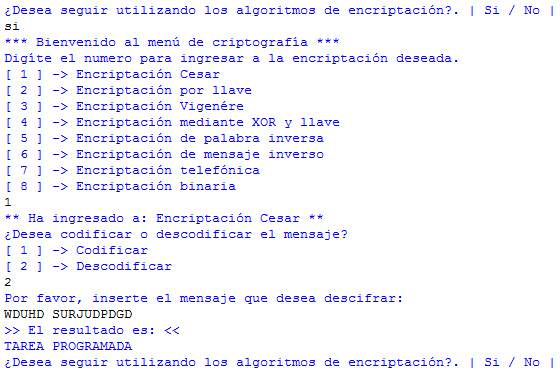 ¿Desea seguir utilizando los algoritmos de encriptación?. | Si / No |
si
*** Bienvenido al menú de criptografía ***
Digíte el numero para ingresar a la encriptación deseada.
[ 1 ] -> Encriptación Cesar
[ 2 ] -> Encriptación por llave
[ 3 ] -> Encriptación Vigenére
[ 4 ] -> Encriptación mediante XOR y llave
[ 5 ] -> Encriptación de palabra inversa
[ 6 ] -> Encriptación de mensaje inverso
[ 7 ] -> Encriptación telefónica
[ 8 ] -> Encriptación binaria
1
** Ha ingresado a: Encriptación Cesar **
¿Desea codificar o descodificar el mensaje?
[ 1 ] -> Codificar
[ 2 ] -> Descodificar
2
Por favor, inserte el mensaje que desea descifrar:
WDUHD SURJUDPDGD
>> El resultado es: <<
TAREA PROGRAMADA
¿Desea seguir utilizando los algoritmos de encriptación?. | Si / No |